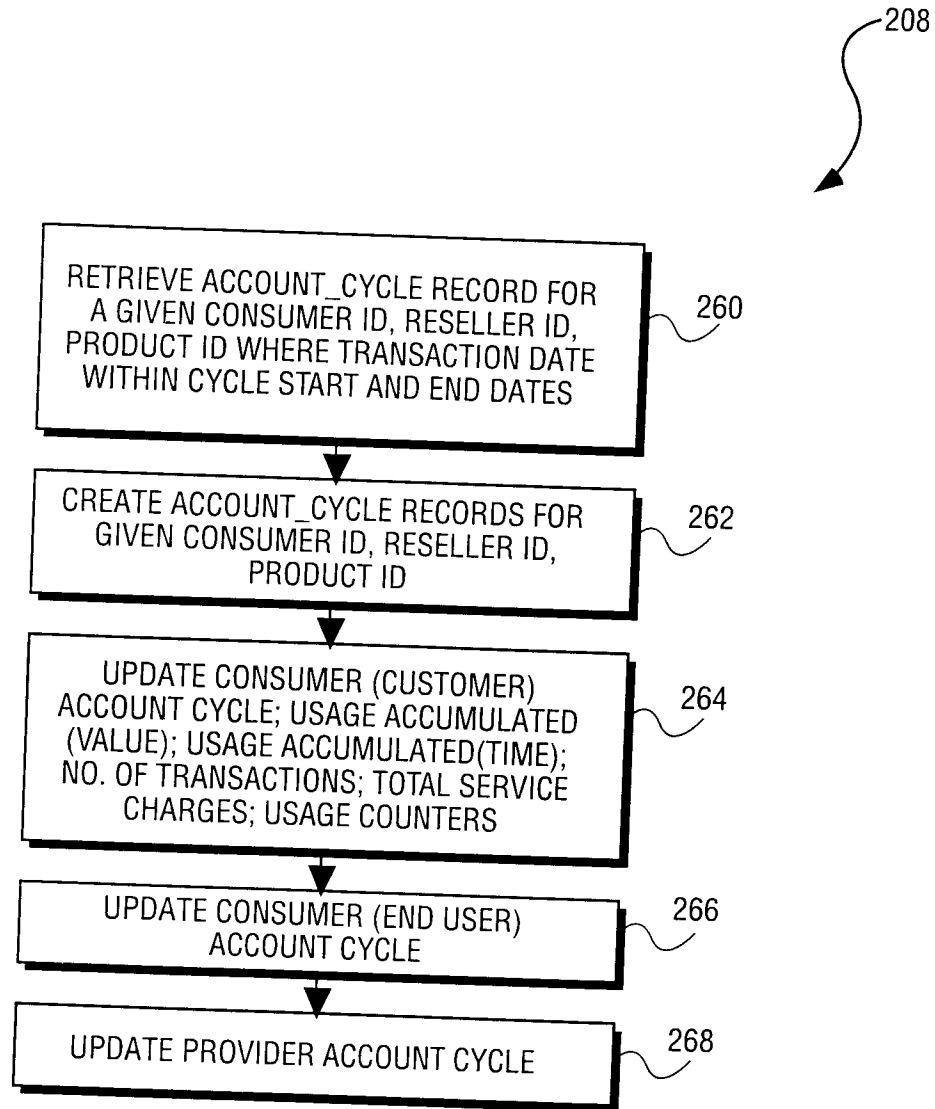 208
RETRIEVE ACCOUNT_CYCLE RECORD FOR
A GIVEN CONSUMER ID, RESELLER ID,
PRODUCT ID WHERE TRANSACTION DATE
WITHIN CYCLE START AND END DATES
260
CREATE ACCOUNT_CYCLE RECORDS FOR
GIVEN CONSUMER ID, RESELLER ID,
PRODUCT ID
262
UPDATE CONSUMER (CUSTOMER)
ACCOUNT CYCLE; USAGE ACCUMULATED
(VALUE); USAGE ACCUMULATED(TIME);
NO. OF TRANSACTIONS; TOTAL SERVICE
CHARGES; USAGE COUNTERS
264
UPDATE CONSUMER (END USER)
ACCOUNT CYCLE
266
UPDATE PROVIDER ACCOUNT CYCLE
268